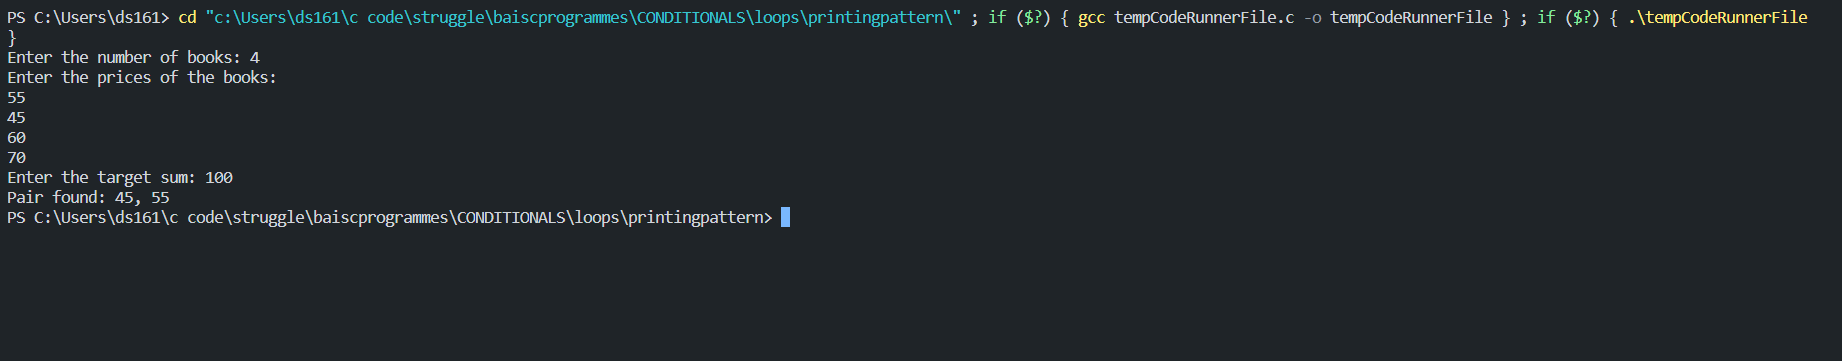 PS C:\Users\ds161> cd "c:\Users\ds161\c code\struggle\baiscprogrammes\CONDITIONALS\loops\printingpattern\" ; if ($?) { gcc tempCodeRunnerFile.c -o tempCodeRunnerFile } ; if ($?) { .\tempCodeRunnerFile
}
Enter the number of books: 4
Enter the prices of the books:
55
45
60
70
Enter the target sum: 100
Pair found: 45, 55
PS C:\Users\ds161\c code\struggle\baiscprogrammes\CONDITIONALS\loops\printingpattern>